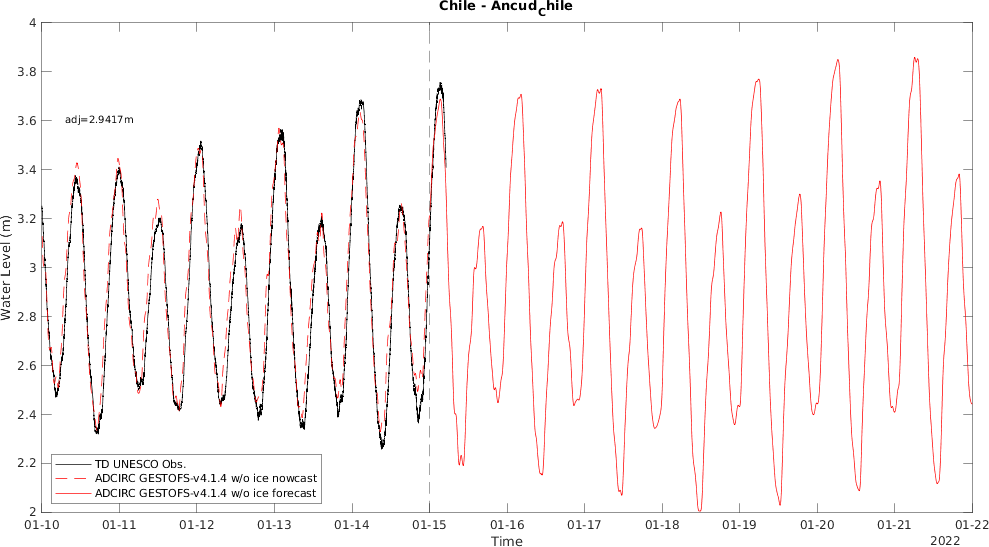 Chile - Ancud_Chile
4
3.8
3.6
3.4
3.2
3
2.8
2.6
2.4
2.2
2
Water Level (m)
adj=2.9417m
TD UNESCO Obs.
ADCIRC GESTOFS-v4.1.4 w/o ice nowcast
ADCIRC GESTOFS-v4.1.4 w/o ice forecast
01-10 01-11 01-12 01-13 01-14 01-15 01-16 01-17 01-18 01-19 01-20 01-21 01-22
Time
2022